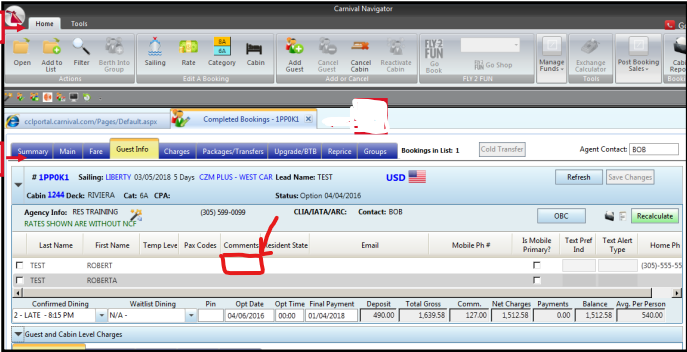 Carnival Navigator
Home Tools
Open Add to List Filter Berth Into Group Sailing Rate Category Cabin Add Guest Cancel Guest Cancel Cabin Reactivate Cabin Go Book Go Shop Manage Funds Exchange Calculator Post Booking Sales
6A
6A
FLY2 FUN
Actions Edit A Booking Add or Cancel FLY 2 FUN Tools
cclportal.carnival.com/Pages/Default.aspx Completed Bookings - 1PP0K1 X
Summary Main Fare Guest Info Charges Packages/Transfers Upgrade/BTB Reprice Groups Bookings in List: 1 Cold Transfer Agent Contact: BOB
# 1PP0K1 Sailing: LIBERTY 03/05/2018 5 Days CZM PLUS - WEST CAR Lead Name: TEST USD Refresh Save Changes
Cabin 1244 Deck: RIVIERA Cat: 6A CPA: Status: Option 04/04/2016
Agency Info: RES TRAINING (305) 599-0099 CLIA/IATA/ARC: Contact: BOB OBC Recalculate
RATES SHOWN ARE WITHOUT NCF
Last Name First Name Temp Leve Pax Codes Comments Resident State Email Mobile Ph # Is Mobile Primary? Text Pref Ind Text Alert Type Home Ph
TEST ROBERT (305)-555-55
TEST ROBERTA
Confirmed Dining Waitlist Dining Pin Opt Date Opt Time Final Payment Deposit Total Gross Comm. Net Charges Payments Balance Avg. Per Person
2 - LATE - 8:15 PM N/A - 04/06/2016 00:00 01/04/2018 490.00 1,639.58 127.00 1,512.58 0.00 1,512.58 540.00
Guest and Cabin Level Charges